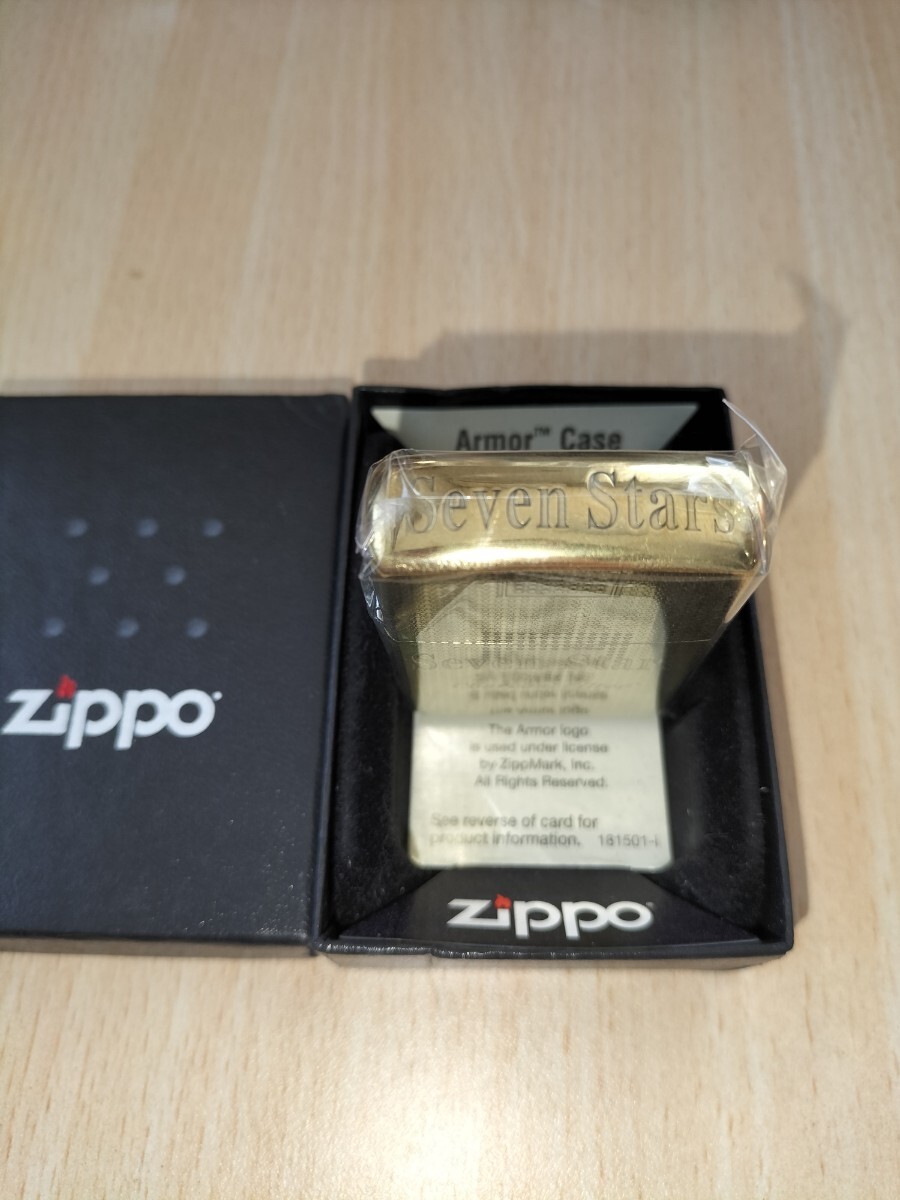 Armor™ Case
Seven Stars
zippo
The Armor logo
is used under license
by ZippMark, Inc.
All Rights Reserved.
See reverse of card for
product information. 181501-
zippo